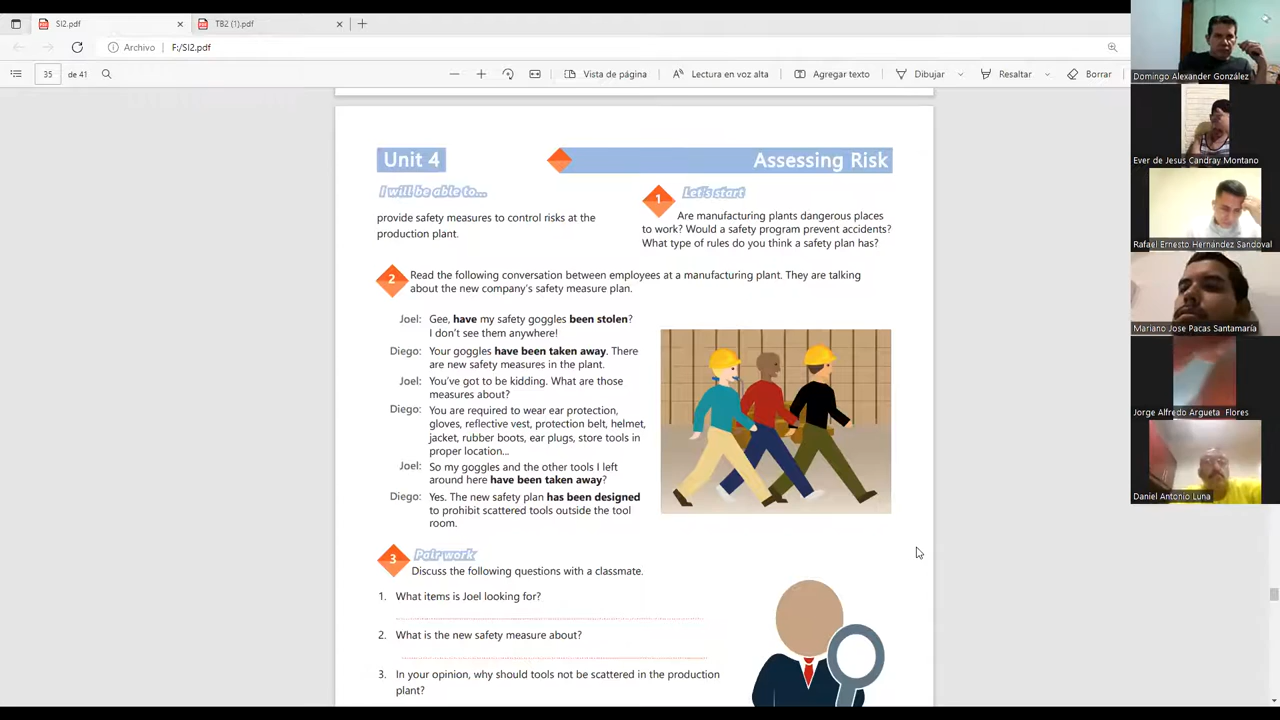 SI2.pdf
TB2 (1).pdf
Archivo
F:/SI2.pdf
35
de 41
Vista de página
Lectura en voz alta
Agregar texto
Dibujar
Resaltar
Borrar
Unit 4
Assessing Risk
I will be able to...
provide safety measures to control risks at the
production plant.
1
Let's start
Are manufacturing plants dangerous places
to work? Would a safety program prevent accidents?
What type of rules do you think a safety plan has?
2
Read the following conversation between employees at a manufacturing plant. They are talking
about the new company's safety measure plan.
Joel: Gee, have my safety goggles been stolen?
I don't see them anywhere!
Diego: Your goggles have been taken away. There
are new safety measures in the plant.
Joel: You've got to be kidding. What are those
measures about?
Diego: You are required to wear ear protection,
gloves, reflective vest, protection belt, helmet,
jacket, rubber boots, ear plugs, store tools in
proper location...
Joel: So my goggles and the other tools I left
around here have been taken away?
Diego: Yes. The new safety plan has been designed
to prohibit scattered tools outside the tool
room.
3
Pair work
Discuss the following questions with a classmate.
1. What items is Joel looking for?
2. What is the new safety measure about?
3. In your opinion, why should tools not be scattered in the production
plant?
Domingo Alexander González
Ever de Jesus Candray Montano
Rafael Ernesto Hernández Sandoval
Mariano Jose Pacas Santamaría
Jorge Alfredo Argueta Flores
Daniel Antonio Luna